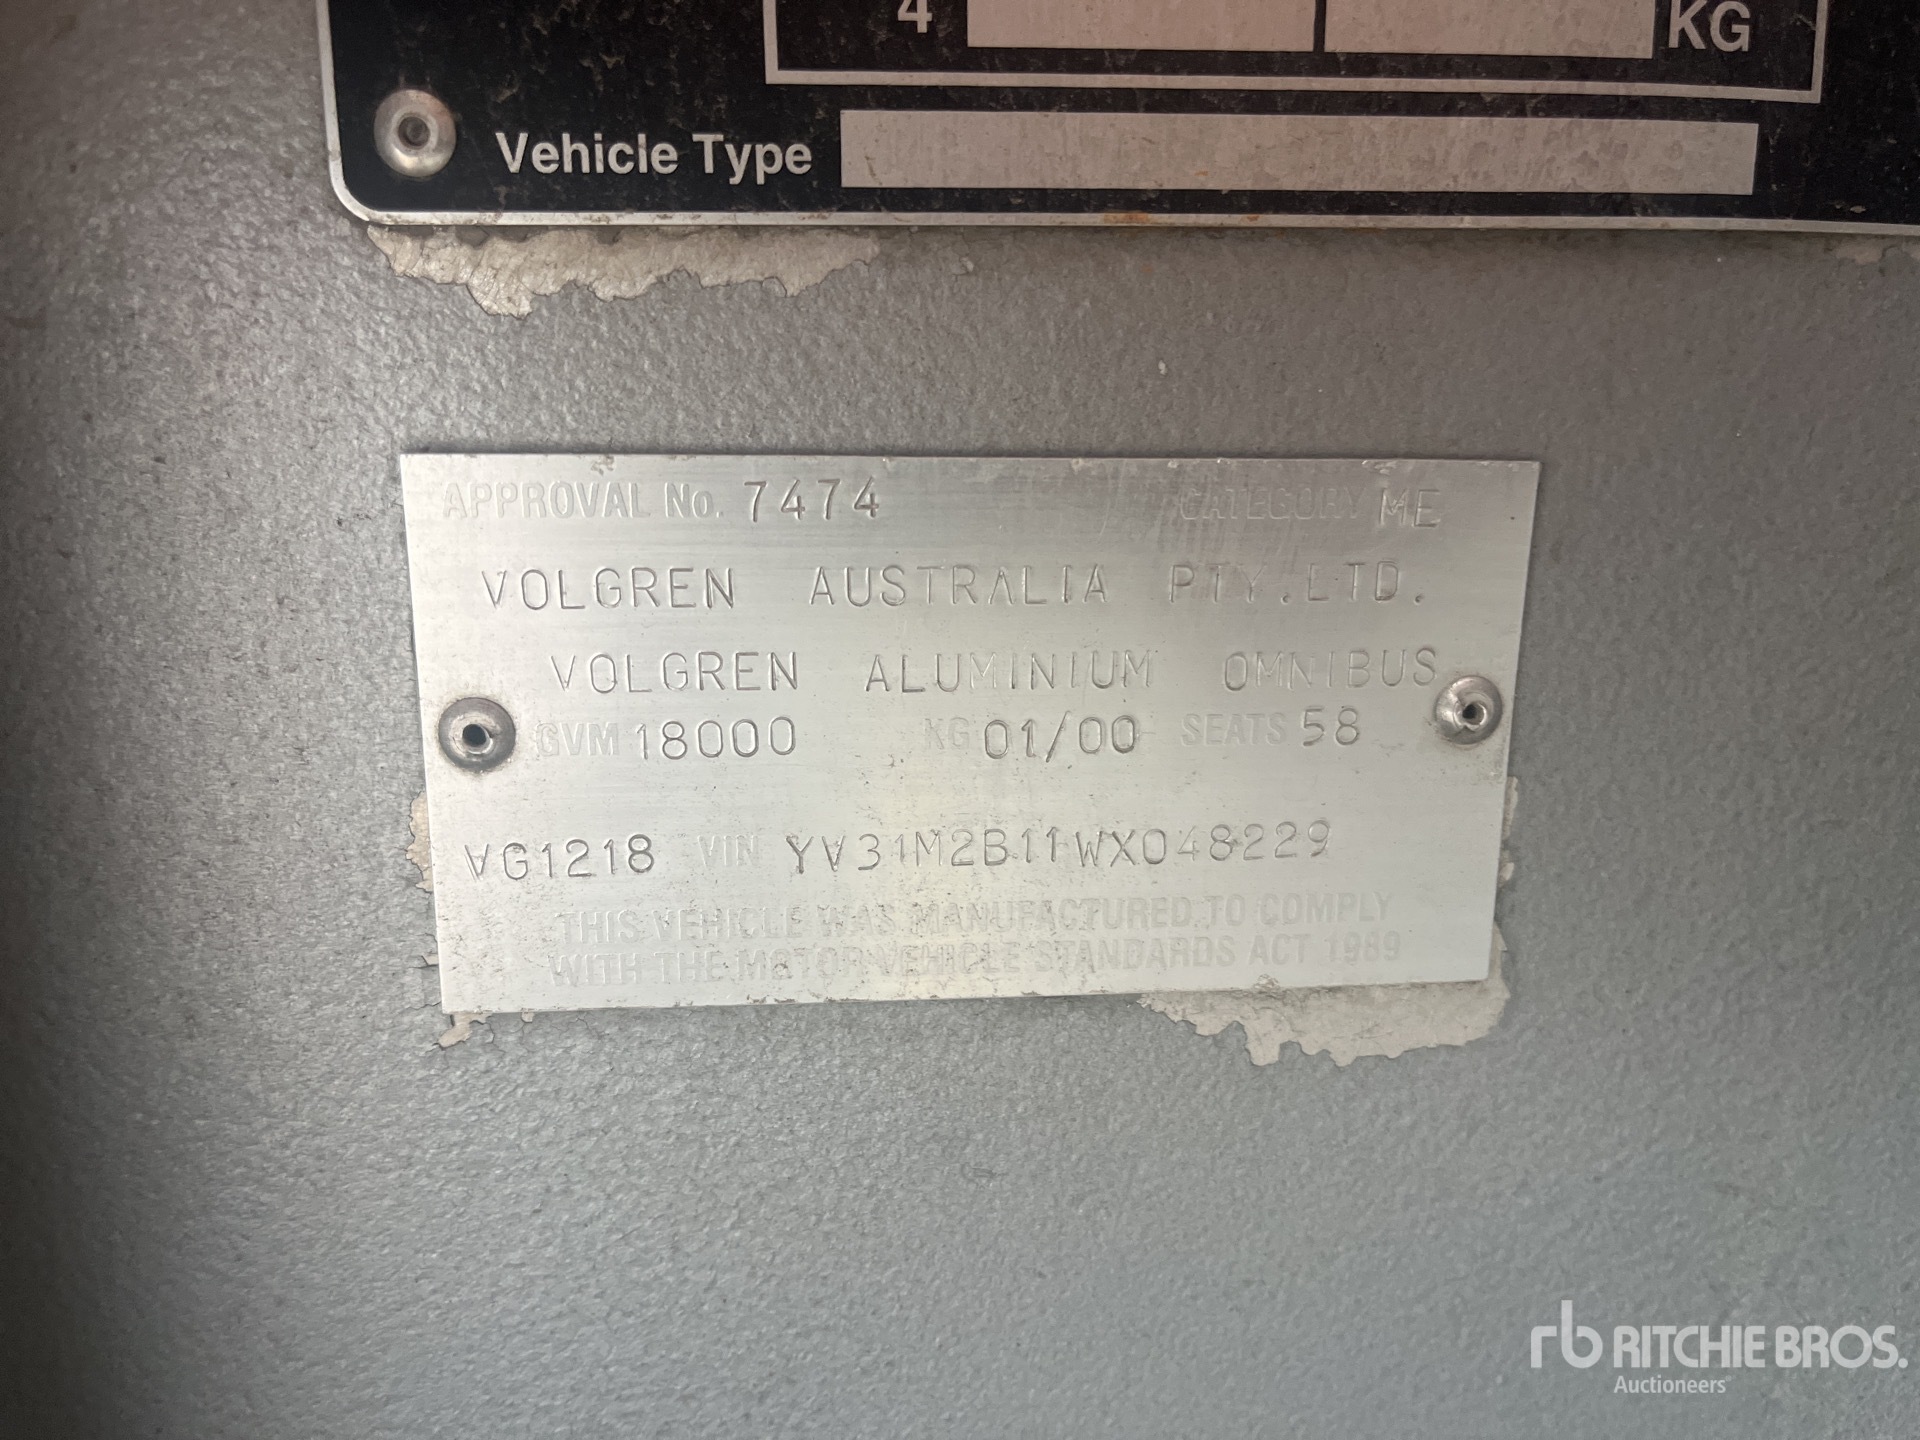 4 KG
Vehicle Type
APPROVAL No. 7474 CATEGORY ME
VOLGREN AUSTRALIA PTY.LTD.
VOLGREN ALUMINIUM OMNIBUS
GVM 18000 KG 01/00 SEATS 58
VG1218 VIN YV31M2B11WX048229
THIS VEHICLE WAS MANUFACTURED TO COMPLY
WITH THE MOTOR VEHICLE STANDARDS ACT 1989
rb RITCHIE BROS.
Auctioneers